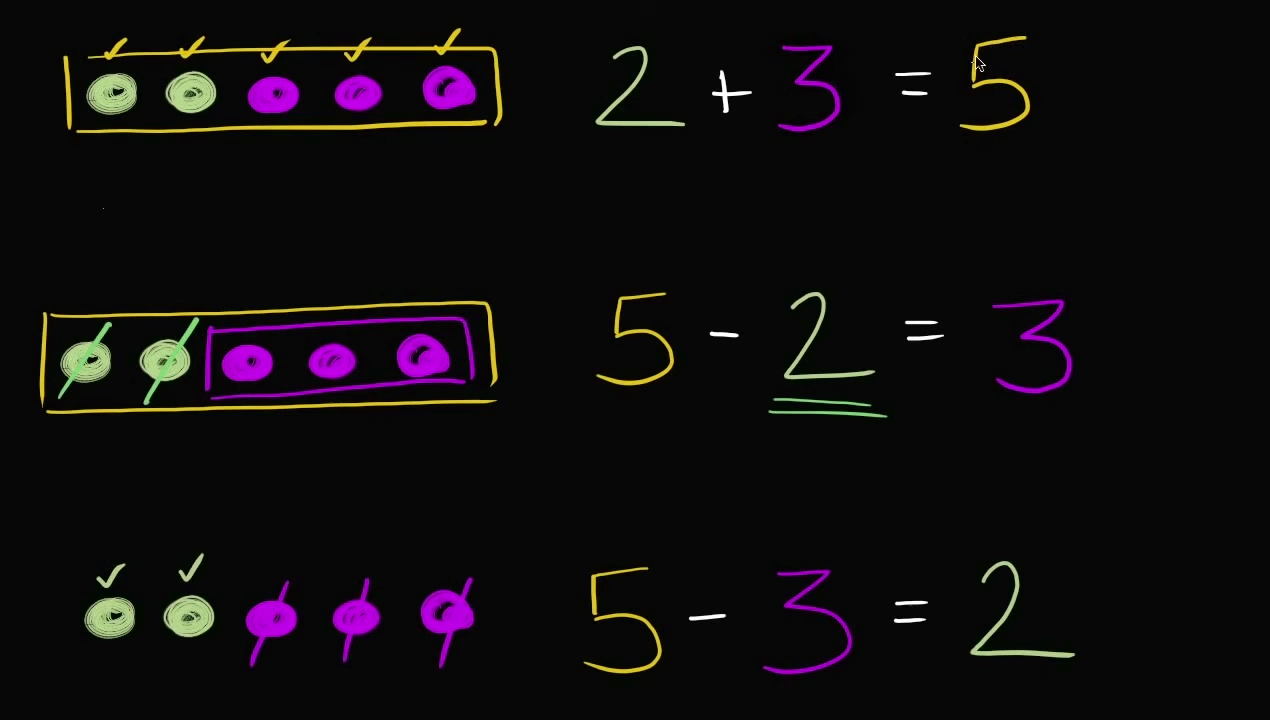 2 + 3 = 5
5 - 2 = 3
5 - 3 = 2